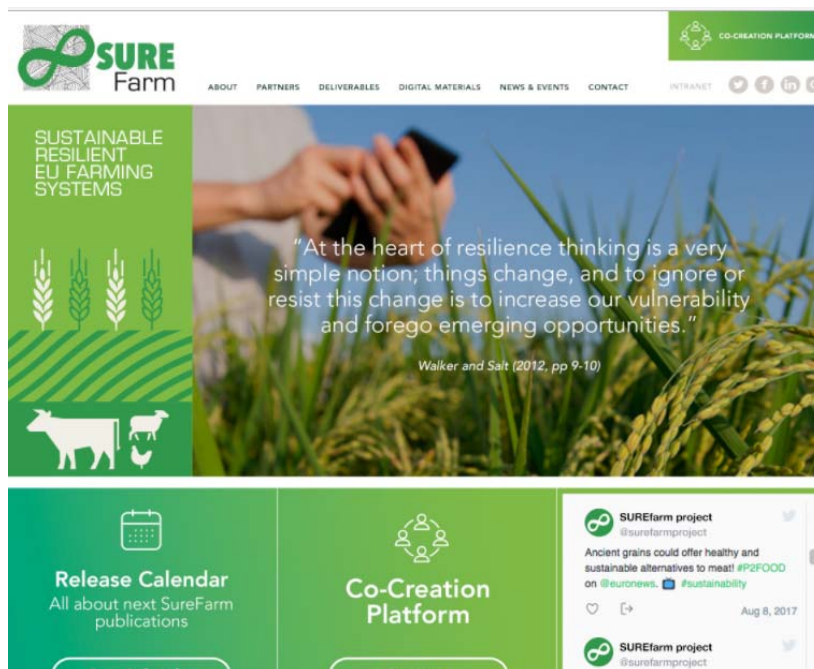 SURE
Farm
CO-CREATION PLATFORM
ABOUT PARTNERS DELIVERABLES DIGITAL MATERIALS NEWS & EVENTS CONTACT INTRANET
SUSTAINABLE
RESILIENT
EU FARMING
SYSTEMS
“At the heart of resilience thinking is a very
simple notion; things change, and to ignore or
resist this change is to increase our vulnerability
and forego emerging opportunities.”
Walker and Salt (2012, pp 9-10)
Release Calendar
All about next SureFarm
publications
Co-Creation
Platform
SUREfarm project
@surefarmproject
Ancient grains could offer healthy and
sustainable alternatives to meat! #P2FOOD
on @euronews. 📺 #sustainability
Aug 8, 2017
SUREfarm project
@surefarmproject